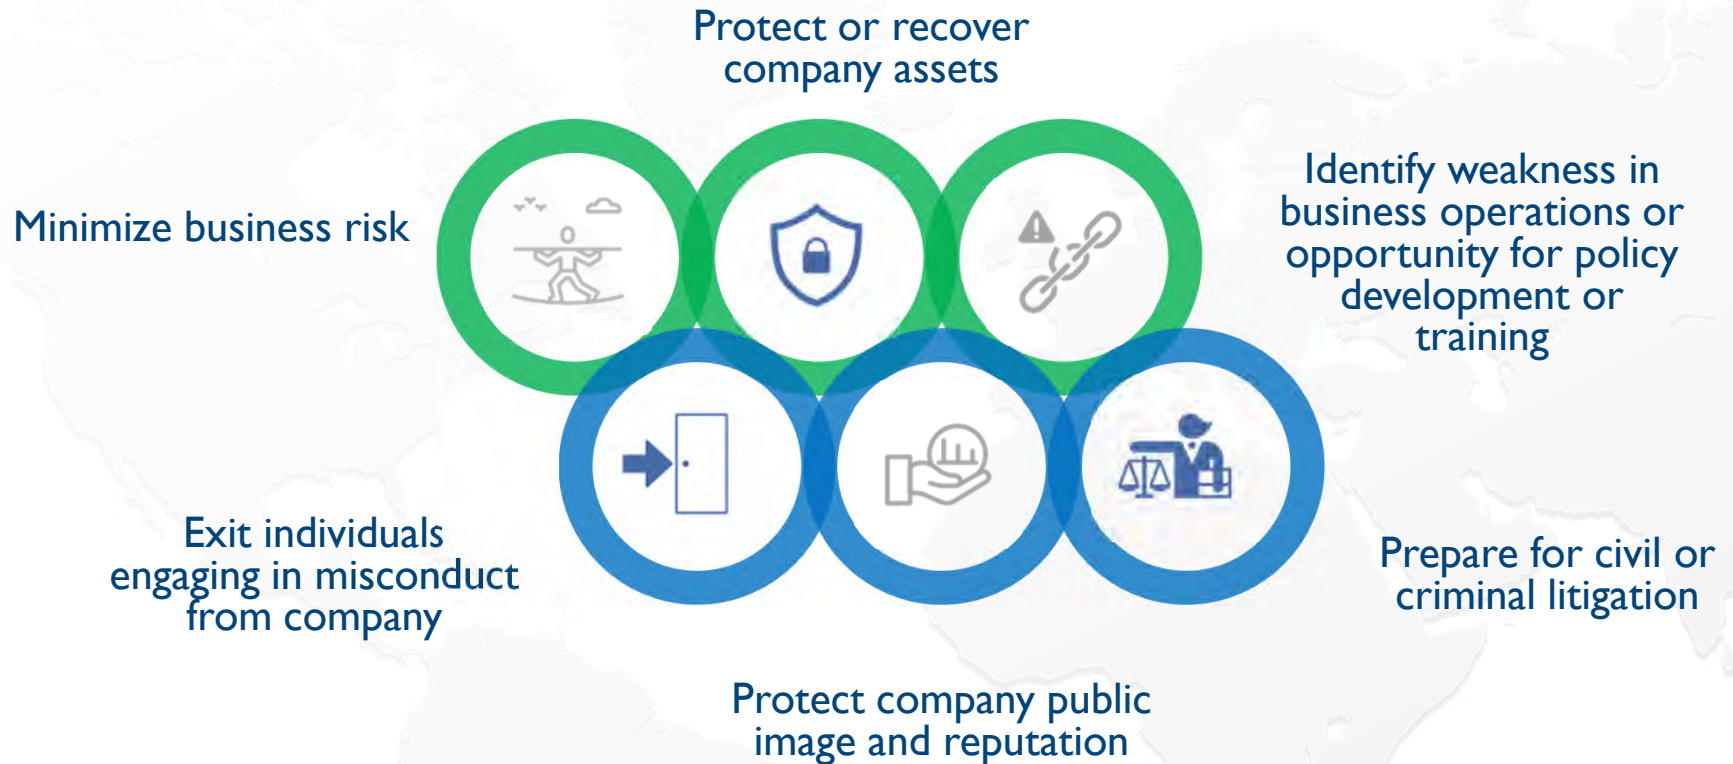 Protect or recover
company assets
Minimize business risk
Identify weakness in
business operations or
opportunity for policy
development or
training
Exit individuals
engaging in misconduct
from company
Protect company public
image and reputation
Prepare for civil or
criminal litigation